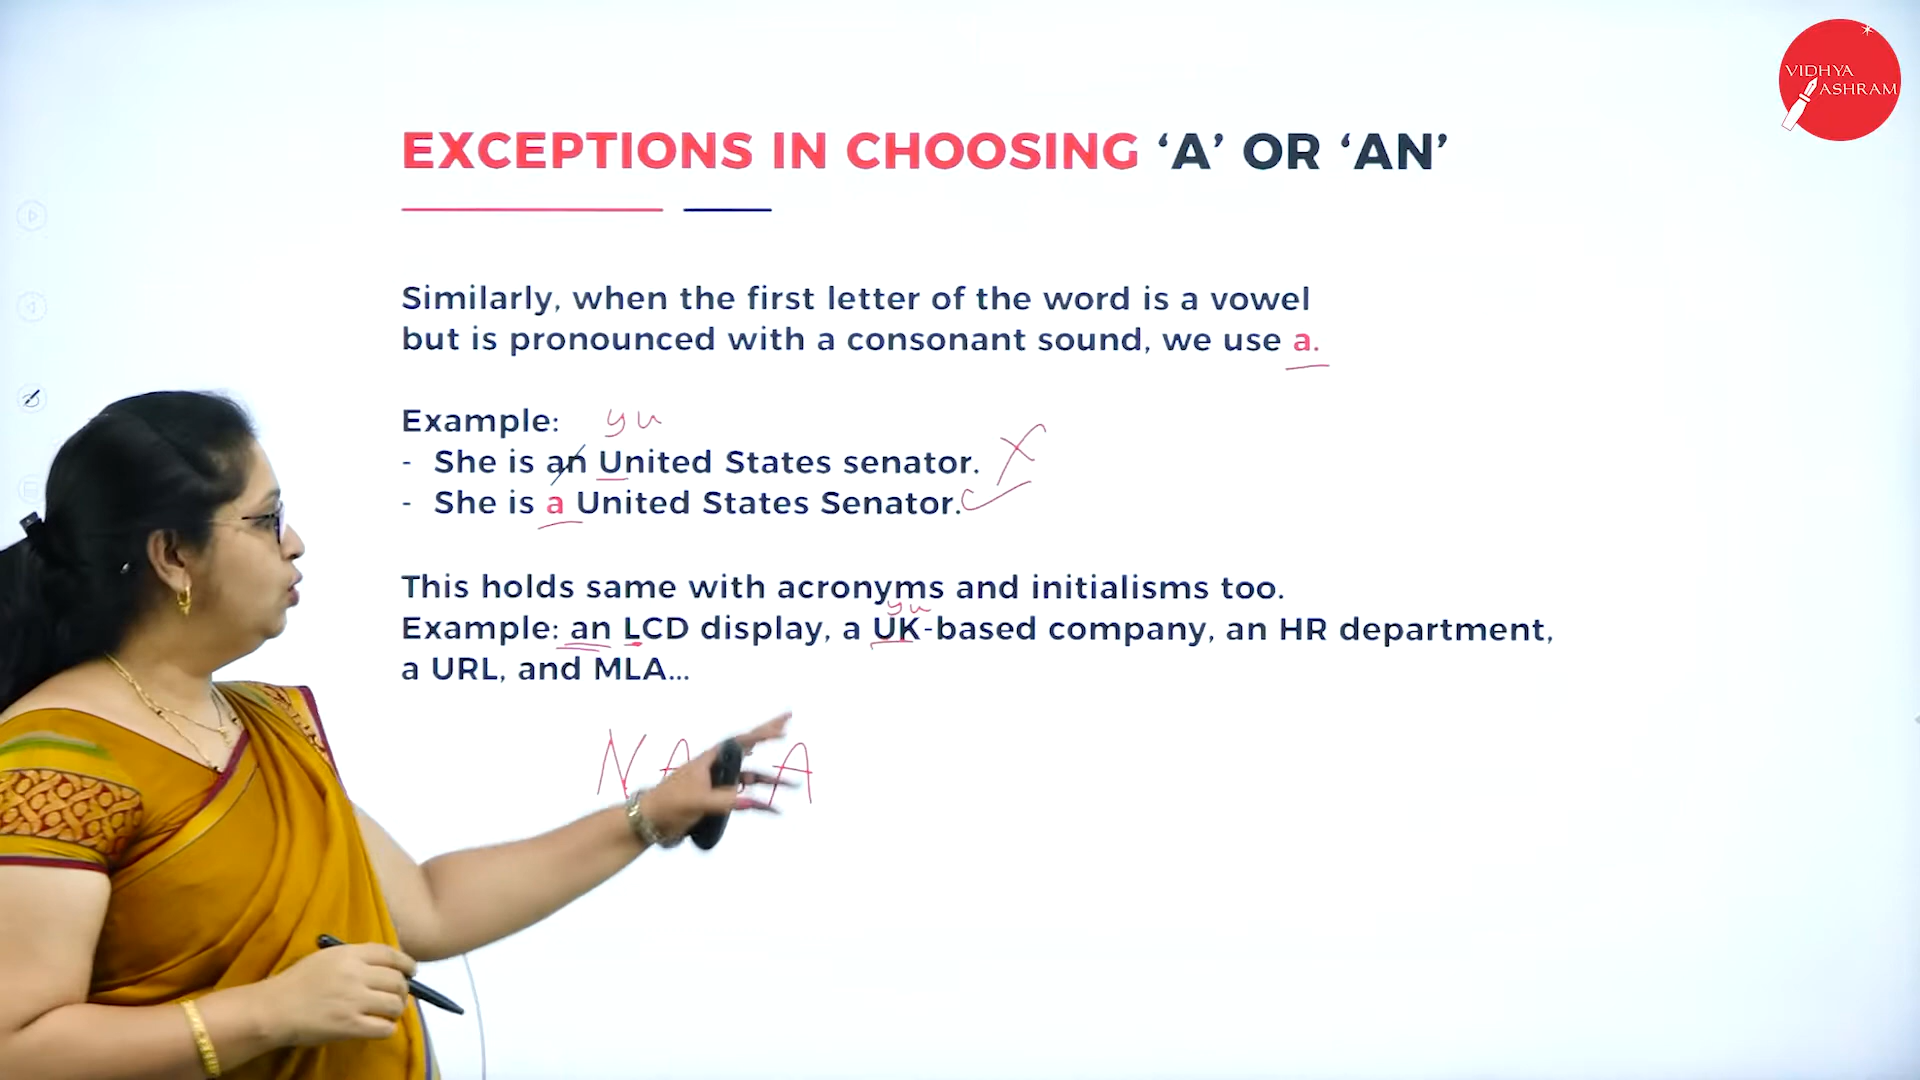 VIDHYA
ASHRAM
EXCEPTIONS IN CHOOSING ‘A’ OR ‘AN’
Similarly, when the first letter of the word is a vowel
but is pronounced with a consonant sound, we use a.
Example: yu
- She is an United States senator.
- She is a United States Senator.
This holds same with acronyms and initialisms too.
yu
Example: an LCD display, a UK-based company, an HR department,
a URL, and MLA...
N A A